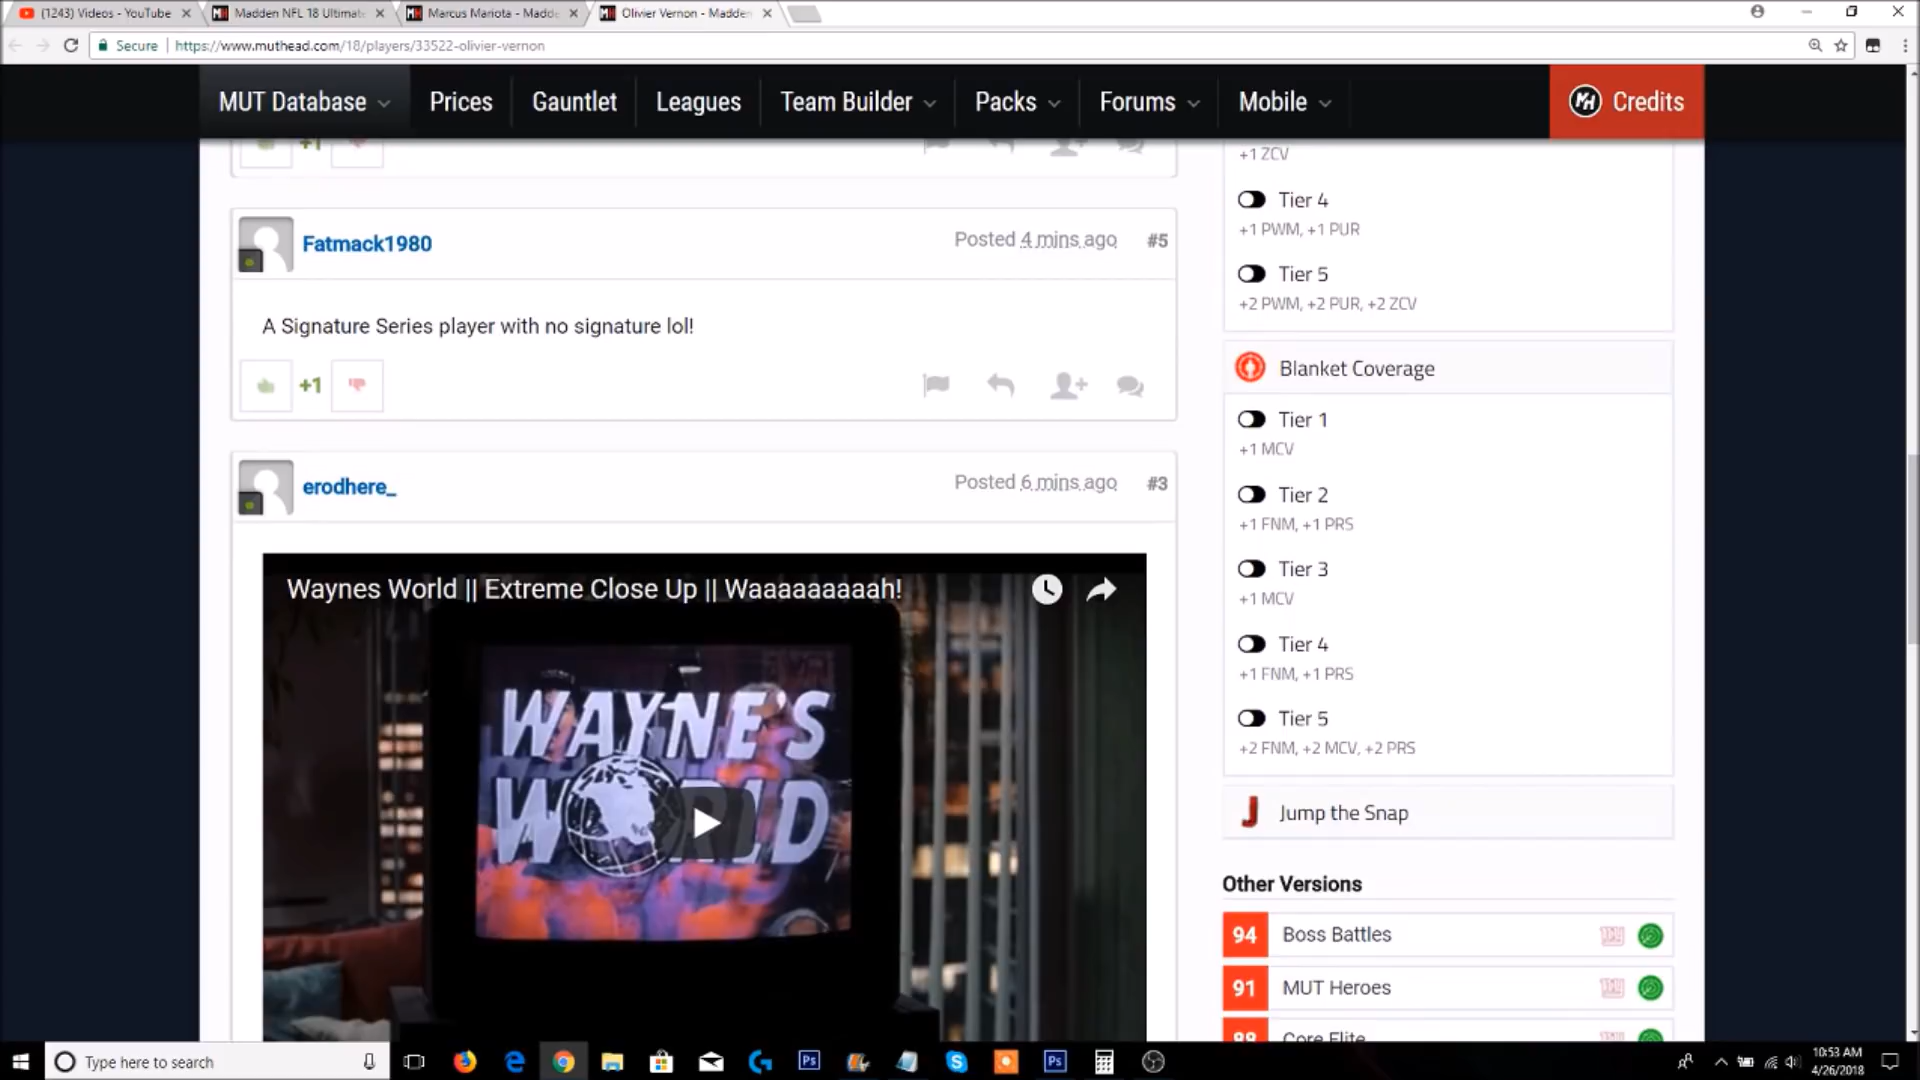 (1243) Videos - YouTube
Madden NFL 18 Ultimat
Marcus Mariota - Madd
Olivier Vernon - Madden
Secure
https://www.muthead.com/18/players/33522-olivier-vernon
MUT Database
Prices
Gauntlet
Leagues
Team Builder
Packs
Forums
Mobile
MH Credits
+1
Fatmack1980
Posted 4 mins ago #5
A Signature Series player with no signature lol!
+1
erodhere_
Posted 6 mins ago #3
Waynes World || Extreme Close Up || Waaaaaaaaah!
WAYNE'S
WORLD
+1 ZCV
Tier 4
+1 PWM, +1 PUR
Tier 5
+2 PWM, +2 PUR, +2 ZCV
Blanket Coverage
Tier 1
+1 MCV
Tier 2
+1 FNM, +1 PRS
Tier 3
+1 MCV
Tier 4
+1 FNM, +1 PRS
Tier 5
+2 FNM, +2 MCV, +2 PRS
J Jump the Snap
Other Versions
94 Boss Battles
91 MUT Heroes
88 Core Elite
Type here to search
Ps
Ps
10:53 AM
4/26/2018